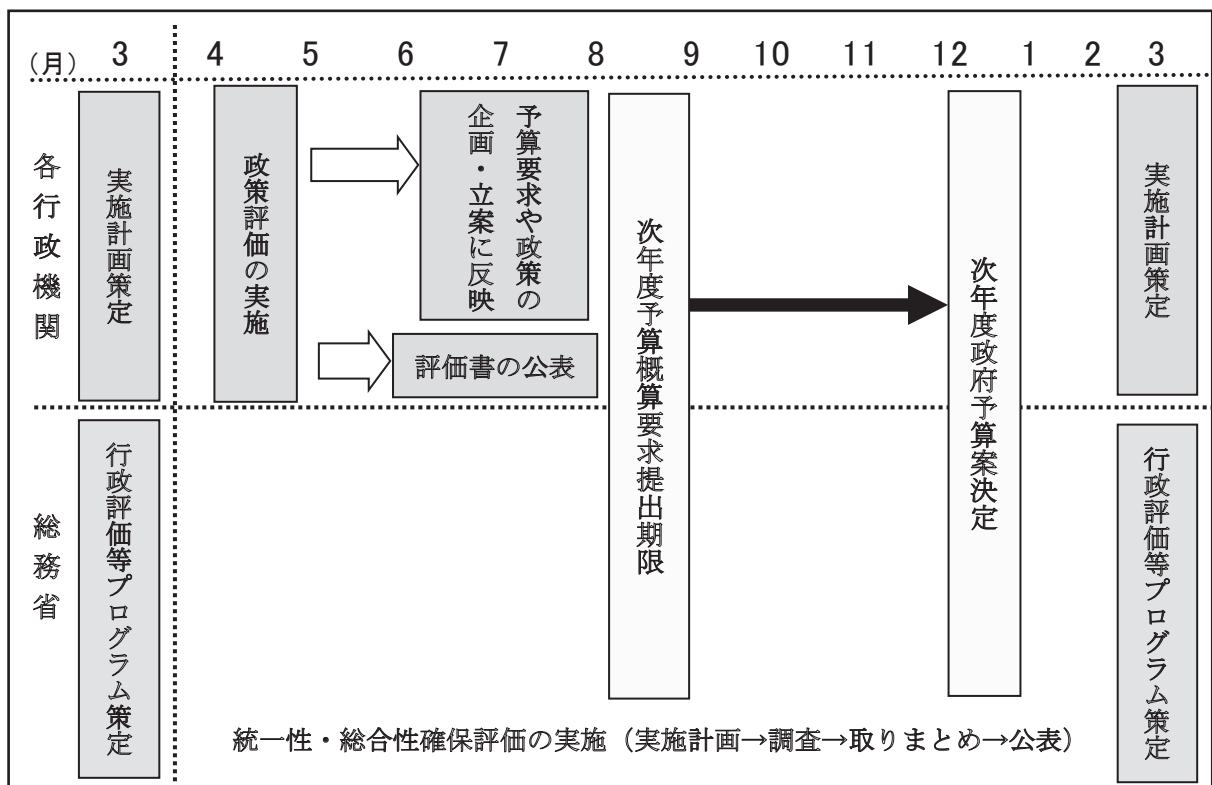 (月) 3 4 5 6 7 8 9 10 11 12 1 2 3
各行政機関
実施計画策定
政策評価の実施
予算要求や政策の
企画・立案に反映
評価書の公表
次年度予算概算要求提出期限
次年度政府予算案決定
実施計画策定
総務省
行政評価等プログラム策定
統一性・総合性確保評価の実施（実施計画→調査→取りまとめ→公表）
行政評価等プログラム策定